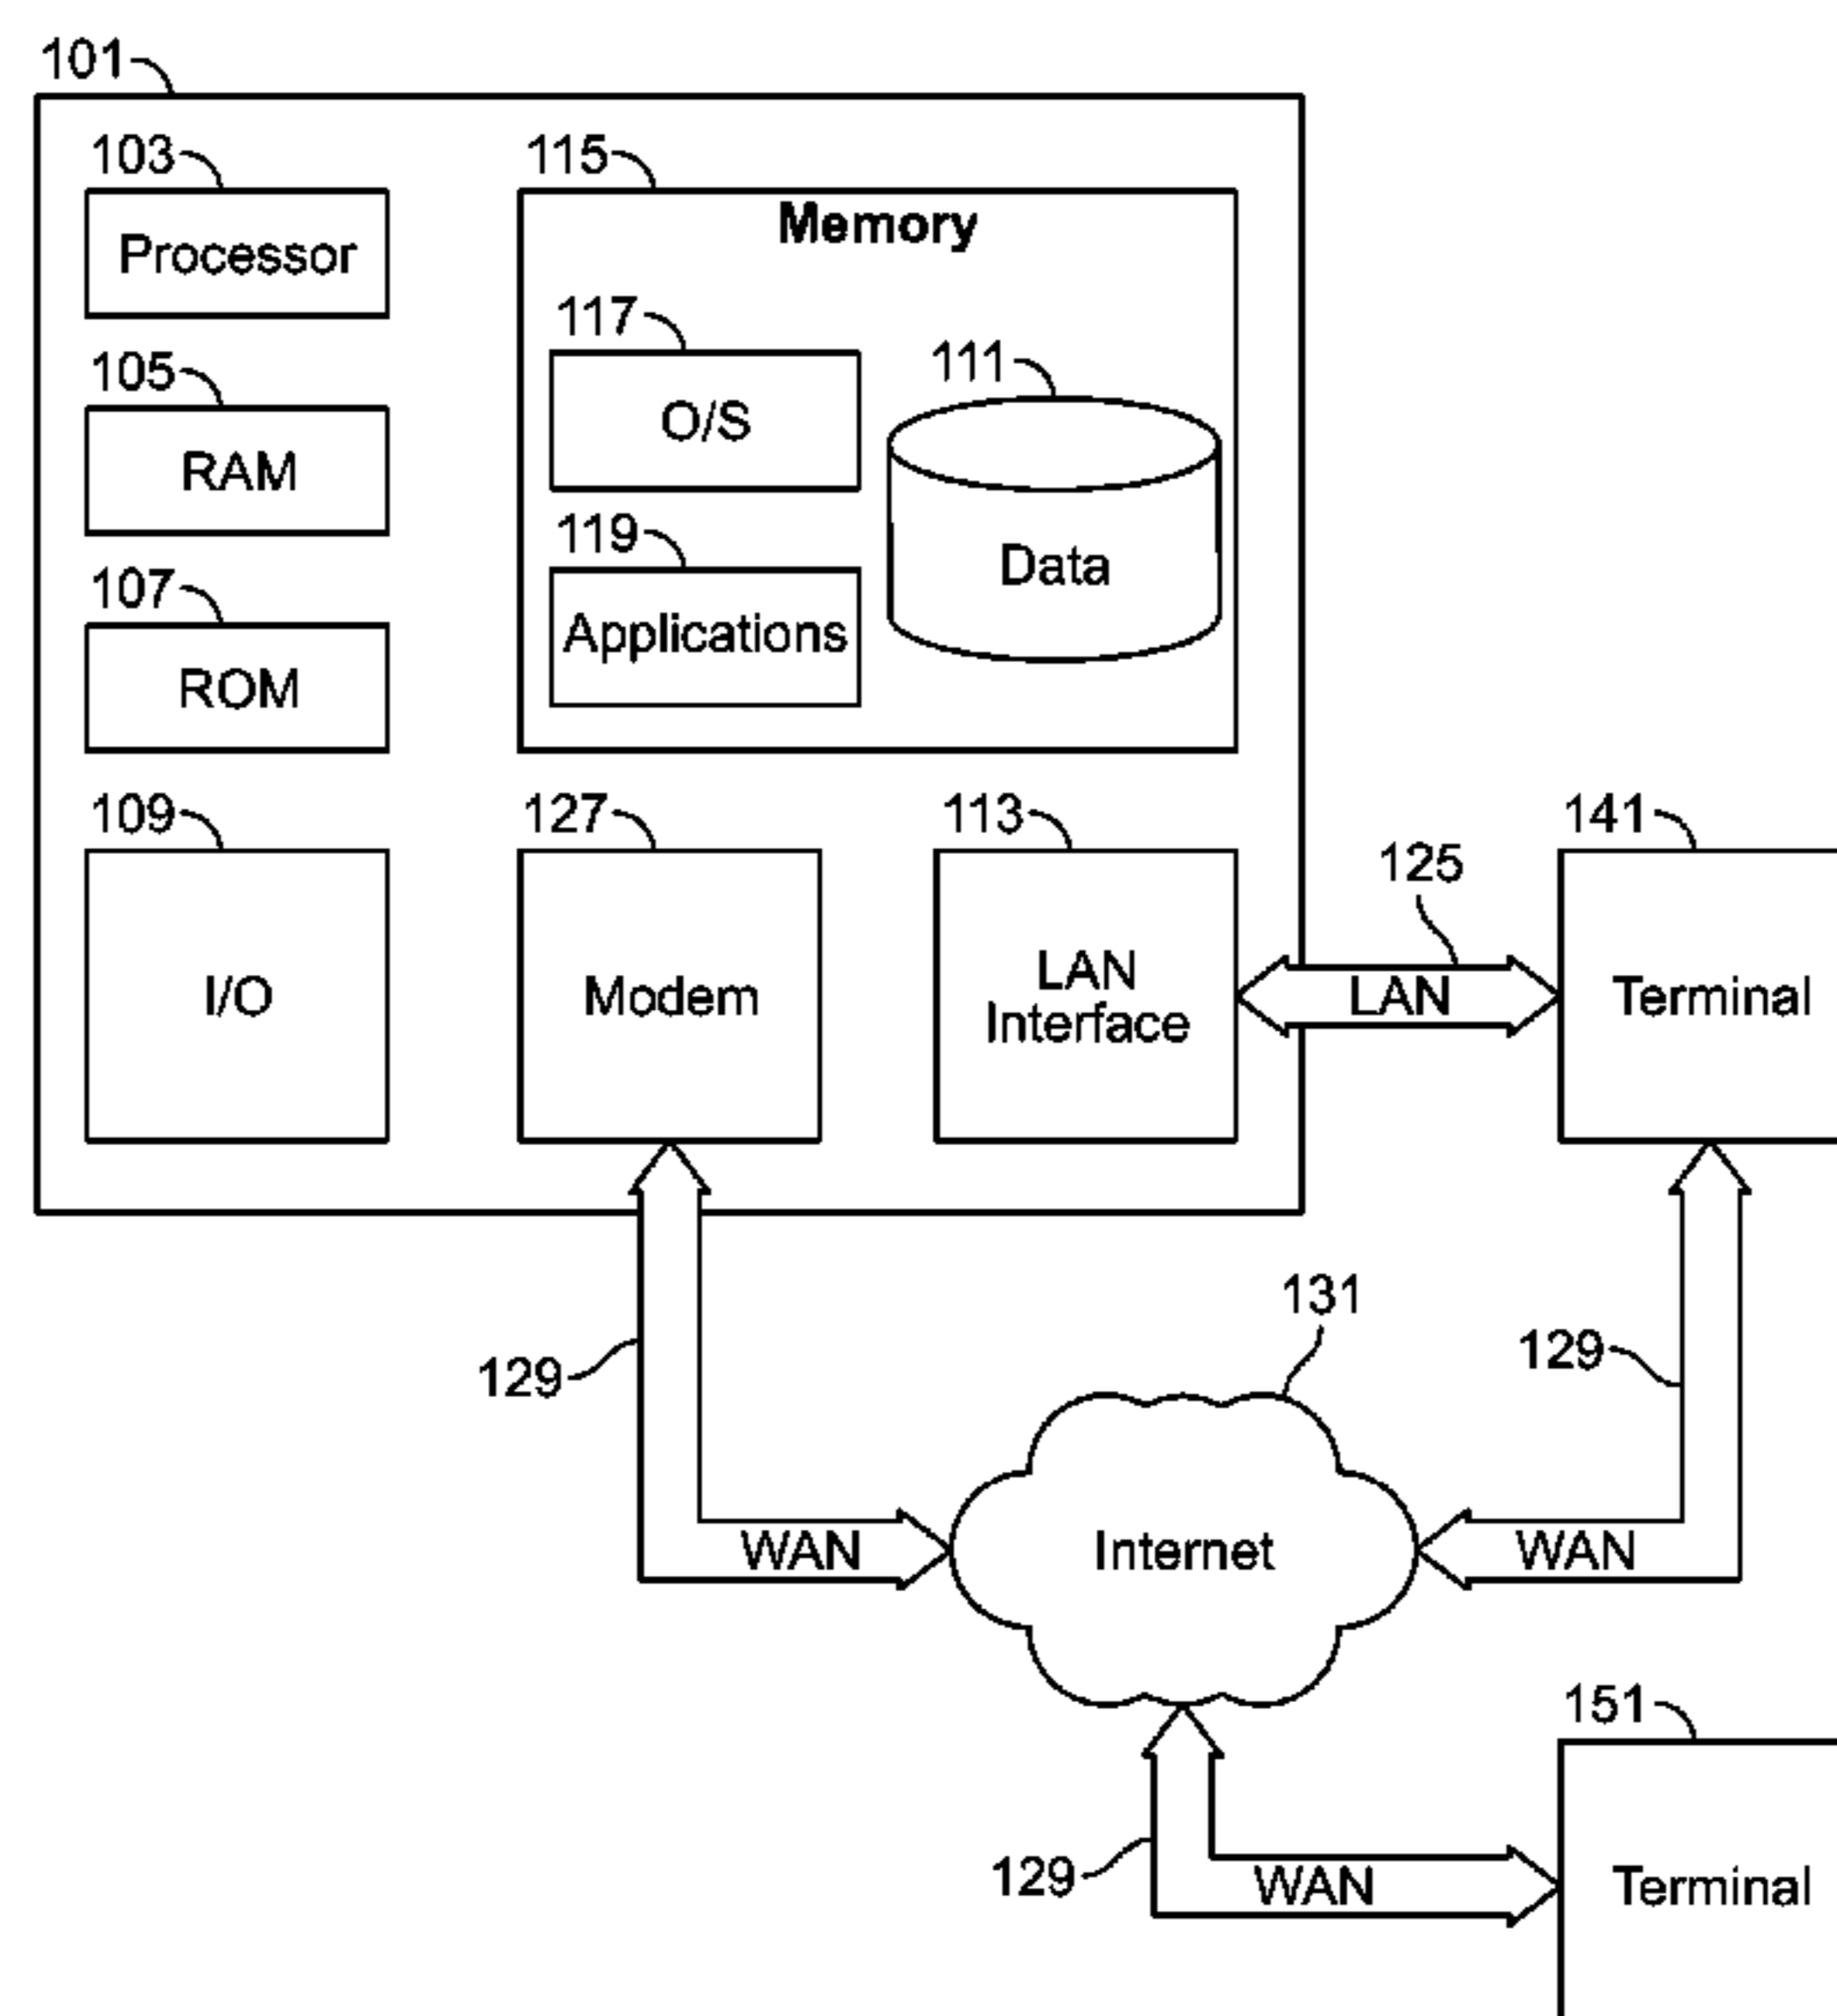 101
103
Processor
105
RAM
107
ROM
109
I/O
115
Memory
117
O/S
119
Applications
111
Data
127
Modem
113
LAN
Interface
125
LAN
141
Terminal
129
WAN
131
Internet
129
WAN
129
WAN
151
Terminal